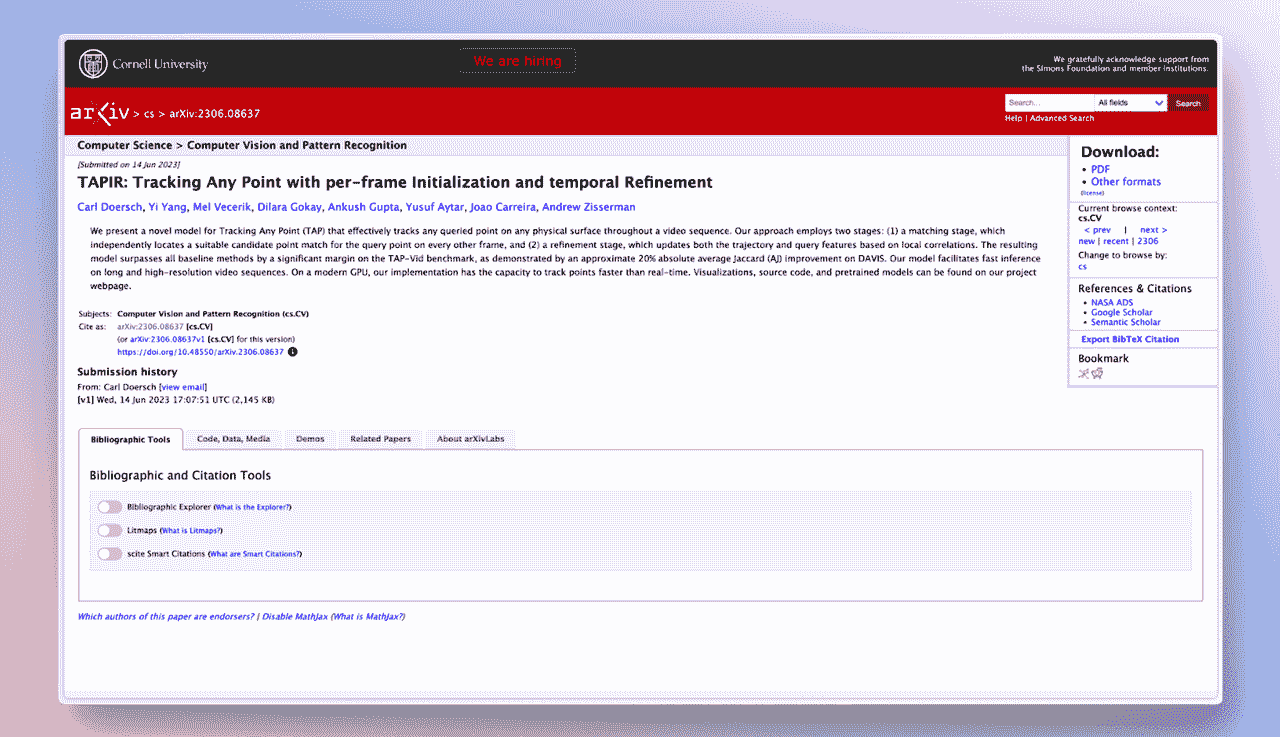 Cornell University
We are hiring
We gratefully acknowledge support from
the Simons Foundation and member institutions.
arXiv > cs > arXiv:2306.08637
Search...
All fields
Search
Help | Advanced Search
Computer Science > Computer Vision and Pattern Recognition
[Submitted on 14 Jun 2023]
TAPIR: Tracking Any Point with per-frame Initialization and temporal Refinement
Carl Doersch, Yi Yang, Mel Vecerik, Dilara Gokay, Ankush Gupta, Yusuf Aytar, Joao Carreira, Andrew Zisserman
We present a novel model for Tracking Any Point (TAP) that effectively tracks any queried point on any physical surface throughout a video sequence. Our approach employs two stages: (1) a matching stage, which
independently locates a suitable candidate point match for the query point on every other frame, and (2) a refinement stage, which updates both the trajectory and query features based on local correlations. The resulting
model surpasses all baseline methods by a significant margin on the TAP-Vid benchmark, as demonstrated by an approximate 20% absolute average Jaccard (AJ) improvement on DAVIS. Our model facilitates fast inference
on long and high-resolution video sequences. On a modern GPU, our implementation has the capacity to track points faster than real-time. Visualizations, source code, and pretrained models can be found on our project
webpage.
Subjects: Computer Vision and Pattern Recognition (cs.CV)
Cite as: arXiv:2306.08637 [cs.CV]
(or arXiv:2306.08637v1 [cs.CV] for this version)
https://doi.org/10.48550/arXiv.2306.08637
Submission history
From: Carl Doersch [view email]
[v1] Wed, 14 Jun 2023 17:07:51 UTC (2,145 KB)
Bibliographic Tools
Code, Data, Media
Demos
Related Papers
About arXivLabs
Bibliographic and Citation Tools
Bibliographic Explorer (What is the Explorer?)
Litmaps (What is Litmaps?)
scite Smart Citations (What are Smart Citations?)
Which authors of this paper are endorsers? | Disable MathJax (What is MathJax?)
Download:
PDF
Other formats
(license)
Current browse context:
cs.CV
< prev | next >
new | recent | 2306
Change to browse by:
cs
References & Citations
NASA ADS
Google Scholar
Semantic Scholar
Export BibTeX Citation
Bookmark